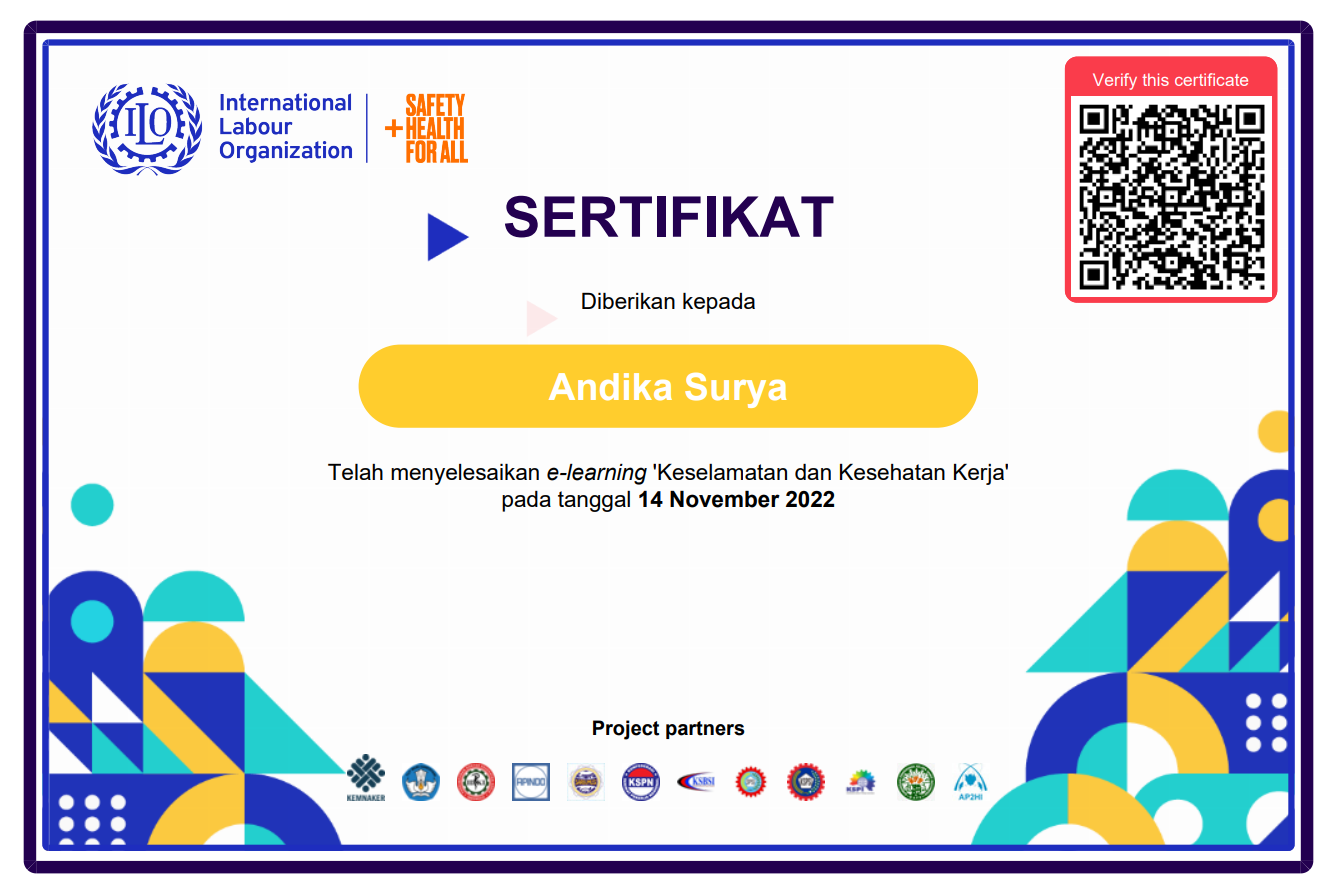 ILO
International
Labour
Organization
+SAFETY
HEALTH
FOR ALL
Verify this certificate
SERTIFIKAT
Diberikan kepada
Andika Surya
Telah menyelesaikan e-learning 'Keselamatan dan Kesehatan Kerja'
pada tanggal 14 November 2022
Project partners
KEMNAKER
APINDO
KSPN
KSBSI
KSPI
AP2HI